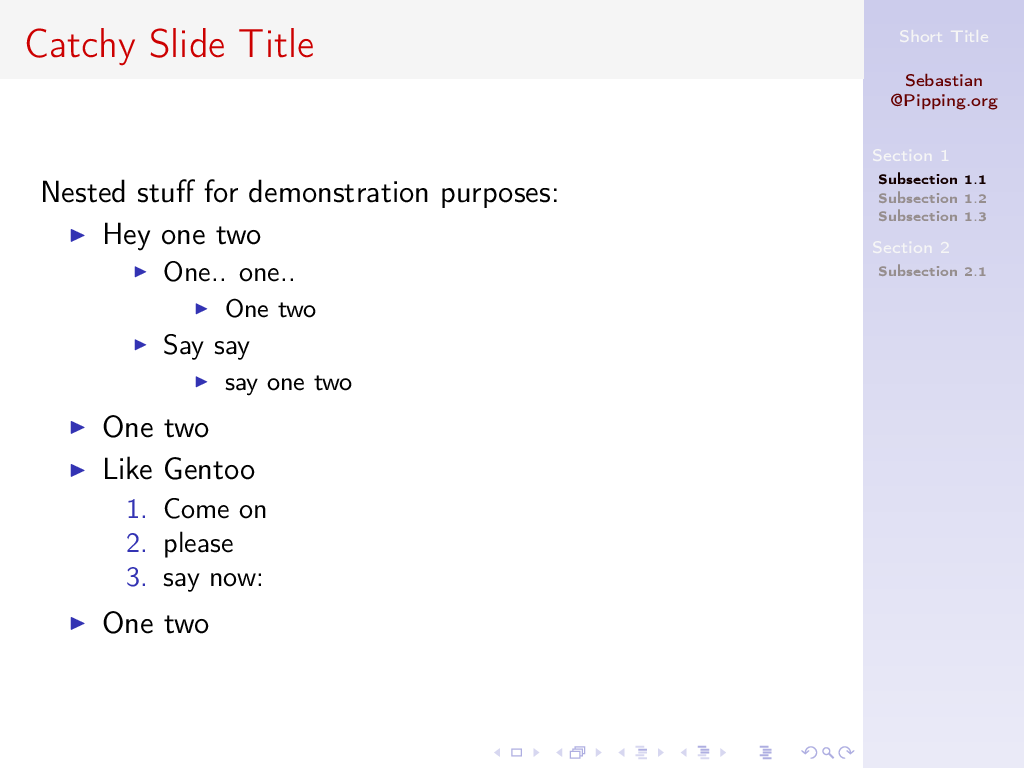 Catchy Slide Title
Nested stuff for demonstration purposes:
Hey one two
One.. one..
One two
Say say
say one two
One two
Like Gentoo
1. Come on
2. please
3. say now:
One two
Short Title
Sebastian
@Pipping.org
Section 1
Subsection 1.1
Subsection 1.2
Subsection 1.3
Section 2
Subsection 2.1